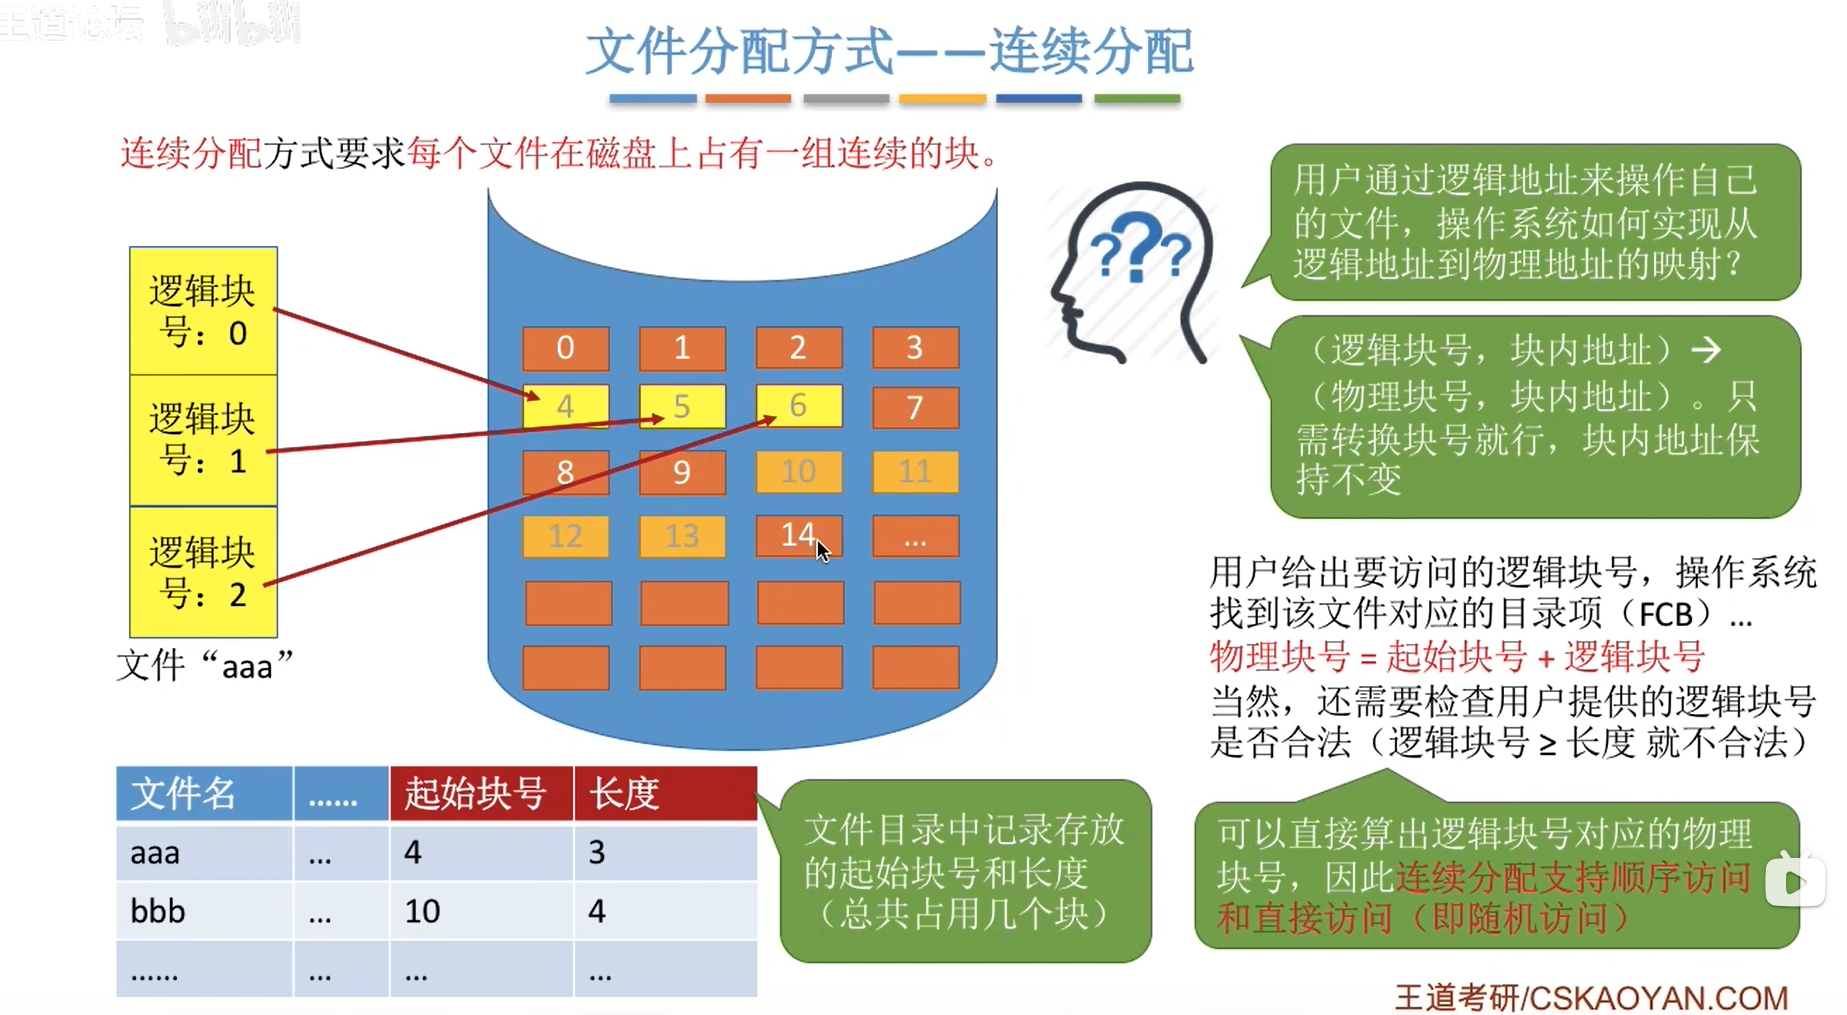 王道论坛 bilibili
文件分配方式——连续分配
连续分配方式要求每个文件在磁盘上占有一组连续的块。
逻辑块
号：0
逻辑块
号：1
逻辑块
号：2
文件“aaa”
0 1 2 3
4 5 6 7
8 9 10 11
12 13 14 ...
???
用户通过逻辑地址来操作自己
的文件，操作系统如何实现从
逻辑地址到物理地址的映射？
（逻辑块号，块内地址）→
（物理块号，块内地址）。只
需转换块号就行，块内地址保
持不变
用户给出要访问的逻辑块号，操作系统
找到该文件对应的目录项（FCB）...
物理块号 = 起始块号 + 逻辑块号
当然，还需要检查用户提供的逻辑块号
是否合法（逻辑块号 ≥ 长度 就不合法）
可以直接算出逻辑块号对应的物理
块号，因此连续分配支持顺序访问
和直接访问（即随机访问）
文件名 …… 起始块号 长度
aaa ... 4 3
bbb ... 10 4
…… ... ... ...
文件目录中记录存放
的起始块号和长度
（总共占用几个块）
王道考研/CSKAOYAN.COM